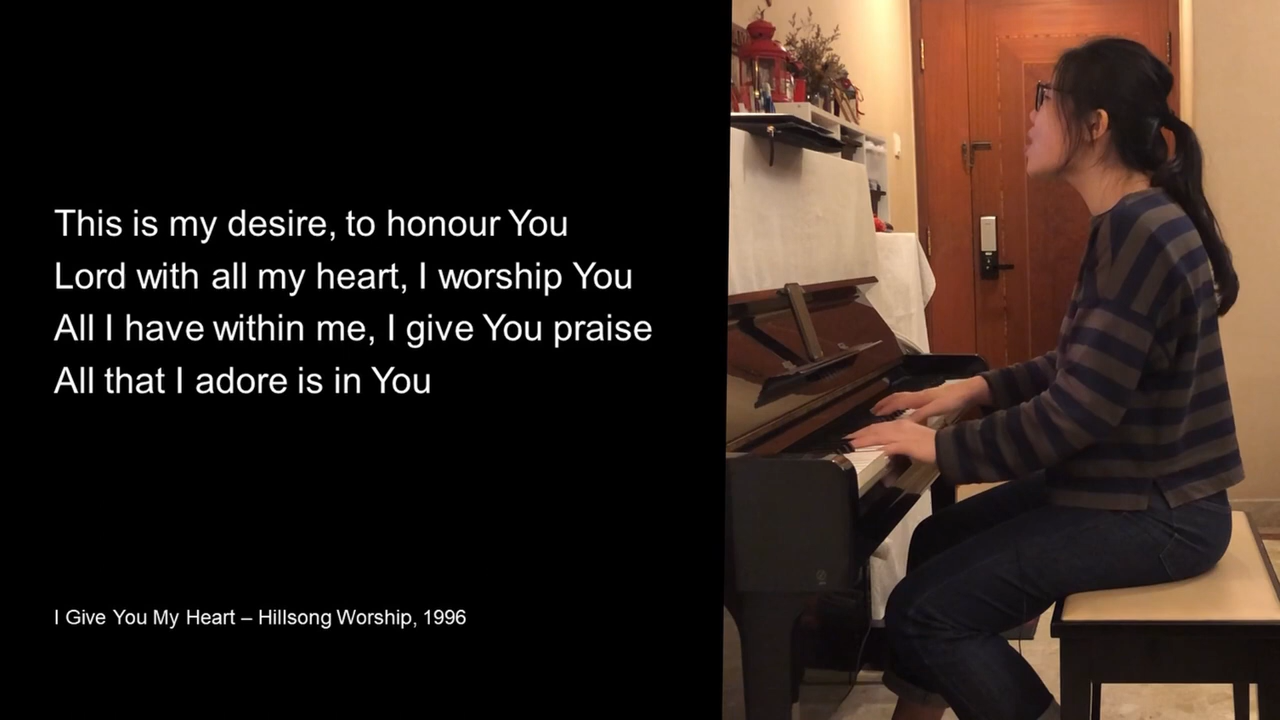 This is my desire, to honour You
Lord with all my heart, I worship You
All I have within me, I give You praise
All that I adore is in You
I Give You My Heart – Hillsong Worship, 1996